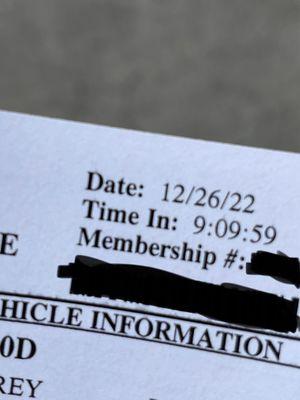 Date: 12/26/22
Time In: 9:09:59
E
Membership #:
HICLE INFORMATION
0D
REY